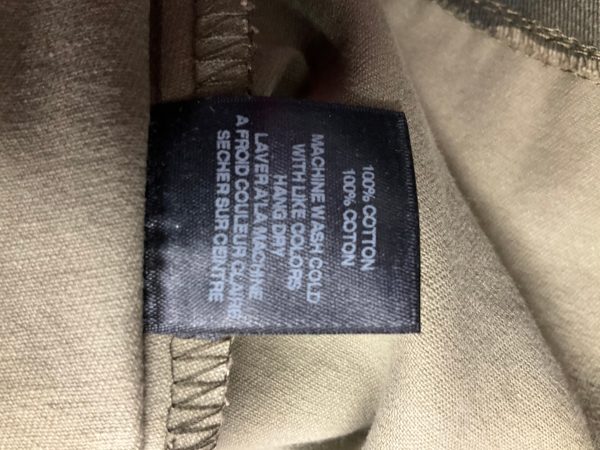 100% COTTON
100% COTON
MACHINE WASH COLD
WITH LIKE COLORS
HANG DRY
LAVER A LA MACHINE
A FROID COULEUR CLAIRE
SECHER SUR CENTRE